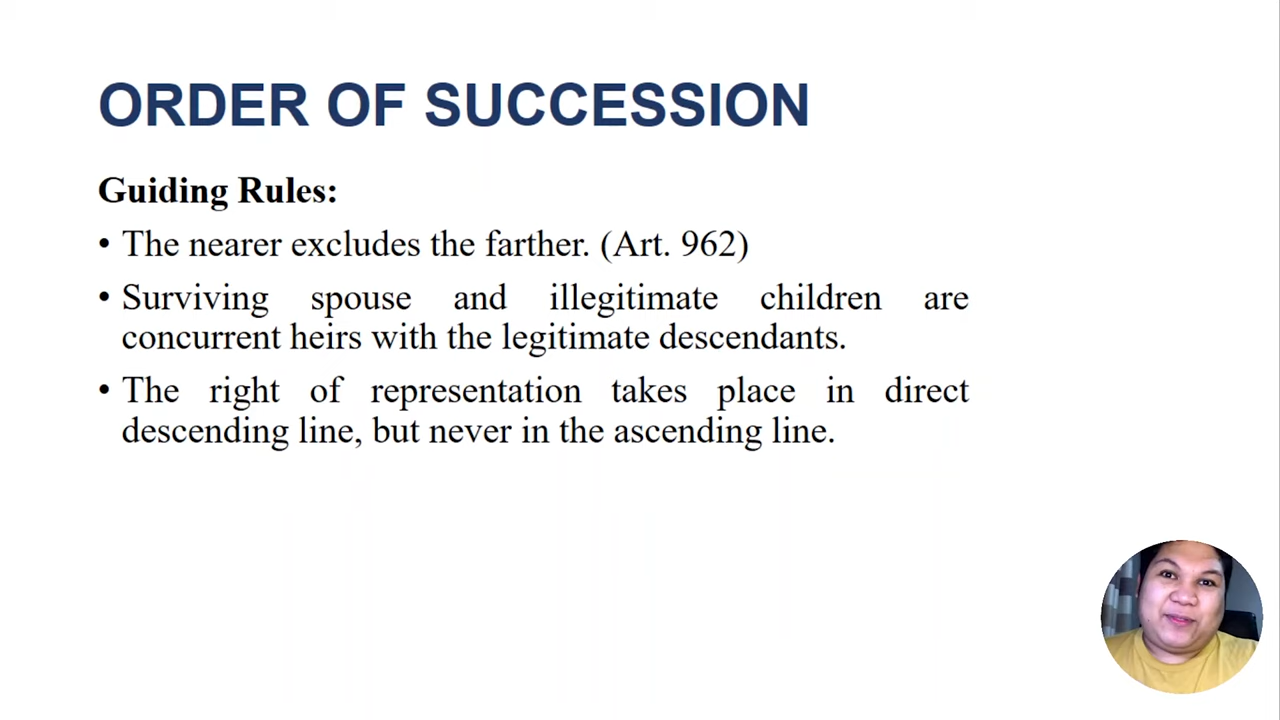 ORDER OF SUCCESSION
Guiding Rules:
• The nearer excludes the farther. (Art. 962)
• Surviving spouse and illegitimate children are
concurrent heirs with the legitimate descendants.
• The right of representation takes place in direct
descending line, but never in the ascending line.